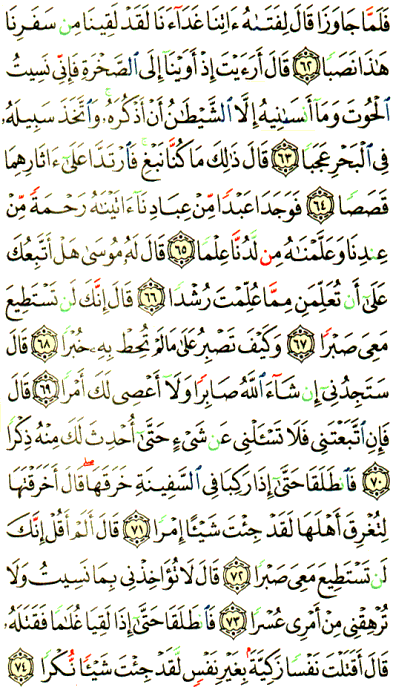 فَلَمَّا جَاوَزَا قَالَ لِفَتَىٰهُ ءَاتِنَا غَدَآءَنَا لَقَدْ لَقِينَا مِن سَفَرِنَا
هَٰذَا نَصَبًا ﴿٦٢﴾ قَالَ أَرَءَيْتَ إِذْ أَوَيْنَآ إِلَى ٱلصَّخْرَةِ فَإِنِّى نَسِيتُ
ٱلْحُوتَ وَمَآ أَنسَىٰنِيهُ إِلَّا ٱلشَّيْطَٰنُ أَنْ أَذْكُرَهُۥ ۚ وَٱتَّخَذَ سَبِيلَهُۥ
فِى ٱلْبَحْرِ عَجَبًا ﴿٦٣﴾ قَالَ ذَٰلِكَ مَا كُنَّا نَبْغِ ۚ فَٱرْتَدَّا عَلَىٰٓ ءَاثَارِهِمَا
قَصَصًا ﴿٦٤﴾ فَوَجَدَا عَبْدًا مِّنْ عِبَادِنَآ ءَاتَيْنَٰهُ رَحْمَةً مِّنْ
عِندِنَا وَعَلَّمْنَٰهُ مِن لَّدُنَّا عِلْمًا ﴿٦٥﴾ قَالَ لَهُۥ مُوسَىٰ هَلْ أَتَّبِعُكَ
عَلَىٰٓ أَن تُعَلِّمَنِ مِمَّا عُلِّمْتَ رُشْدًا ﴿٦٦﴾ قَالَ إِنَّكَ لَن تَسْتَطِيعَ
مَعِىَ صَبْرًا ﴿٦٧﴾ وَكَيْفَ تَصْبِرُ عَلَىٰ مَا لَمْ تُحِطْ بِهِۦ خُبْرًا ﴿٦٨﴾ قَالَ
سَتَجِدُنِىٓ إِن شَآءَ ٱللَّهُ صَابِرًا وَلَآ أَعْصِى لَكَ أَمْرًا ﴿٦٩﴾ قَالَ
فَإِنِ ٱتَّبَعْتَنِى فَلَا تَسْـَٔلْنِى عَن شَىْءٍ حَتَّىٰٓ أُحْدِثَ لَكَ مِنْهُ ذِكْرًا
﴿٧٠﴾ فَٱنطَلَقَا حَتَّىٰٓ إِذَا رَكِبَا فِى ٱلسَّفِينَةِ خَرَقَهَا ۖ قَالَ أَخَرَقْتَهَا
لِتُغْرِقَ أَهْلَهَا لَقَدْ جِئْتَ شَيْـًٔا إِمْرًا ﴿٧١﴾ قَالَ أَلَمْ أَقُلْ إِنَّكَ
لَن تَسْتَطِيعَ مَعِىَ صَبْرًا ﴿٧٢﴾ قَالَ لَا تُؤَاخِذْنِى بِمَا نَسِيتُ وَلَا
تُرْهِقْنِى مِنْ أَمْرِى عُسْرًا ﴿٧٣﴾ فَٱنطَلَقَا حَتَّىٰٓ إِذَا لَقِيَا غُلَٰمًا فَقَتَلَهُۥ
قَالَ أَقَتَلْتَ نَفْسًا زَكِيَّةًۢ بِغَيْرِ نَفْسٍ لَّقَدْ جِئْتَ شَيْـًٔا نُّكْرًا ﴿٧٤﴾